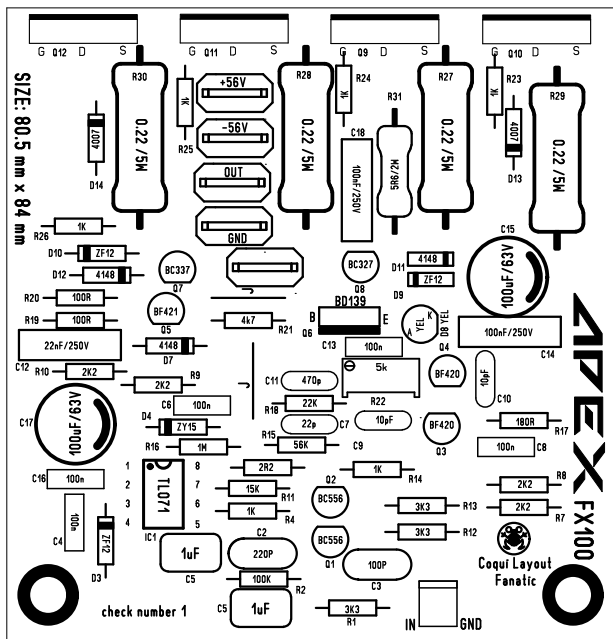 G Q12 D S
G Q11 D S
G Q9 D S
G Q10 D S
SIZE: 80.5 mm x 84 mm
R30
0.22 /5W
4007
D14
1K
R25
+56V
-56V
OUT
GND
R28
0.22 /5W
R24
1K
C18
100nF/250V
R31
5R6/2W
R27
0.22 /5W
R23
1K
4007
D13
R29
0.22 /5W
1K
R26
D10 ZF12
D12 4148
BC337
Q7
BC327
Q8
D11 4148
ZF12
D9
C15
100uF/63V
R20 100R
R19 100R
BF421
Q5
4k7 R21
BD139
B E
Q6
A YEL K
D8 YEL
100nF/250V
C14
22nF/250V
C12
4148
D7
C13 100n
Q4
BF420
10pF
C10
R10 2K2
2K2 R9
C11 470p
5k
R22
C17
100uF/63V
C6 100n
R18 22K
D4 ZY15
22p C7
10pF
C9
BF420
Q3
180R R17
R16 1M
R15
56K
100n C8
C16 100n
1 8
2 7
3 6
4 5
TL071
IC1
2R2
15K R11
1K R4
1K R14
Q2
BC556
3K3 R13
R8
2K2
2K2
R7
100n
C4
ZF12
D3
1uF
C5
C2
220P
BC556
Q1
3K3 R12
100P
C3
100K
R2
C5 1uF
3K3
R1
IN GND
Coqui Layout
Fanatic
APEX
FX100
check number 1